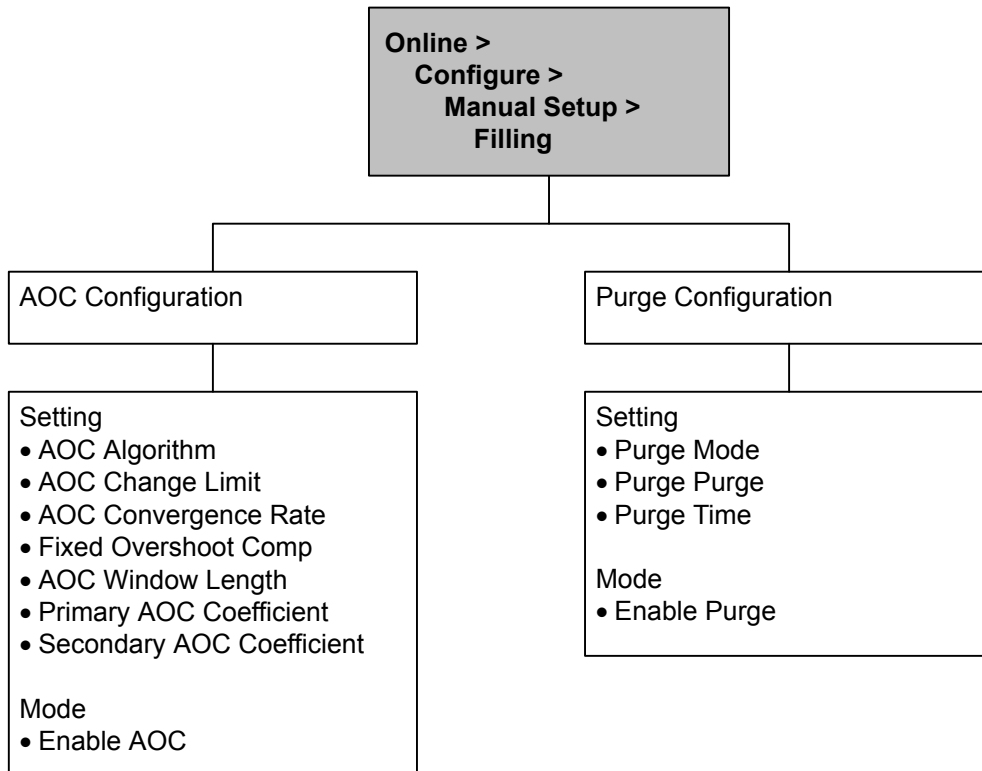 Online >
Configure >
Manual Setup >
Filling
AOC Configuration
Setting
• AOC Algorithm
• AOC Change Limit
• AOC Convergence Rate
• Fixed Overshoot Comp
• AOC Window Length
• Primary AOC Coefficient
• Secondary AOC Coefficient
Mode
• Enable AOC
Purge Configuration
Setting
• Purge Mode
• Purge Purge
• Purge Time
Mode
• Enable Purge